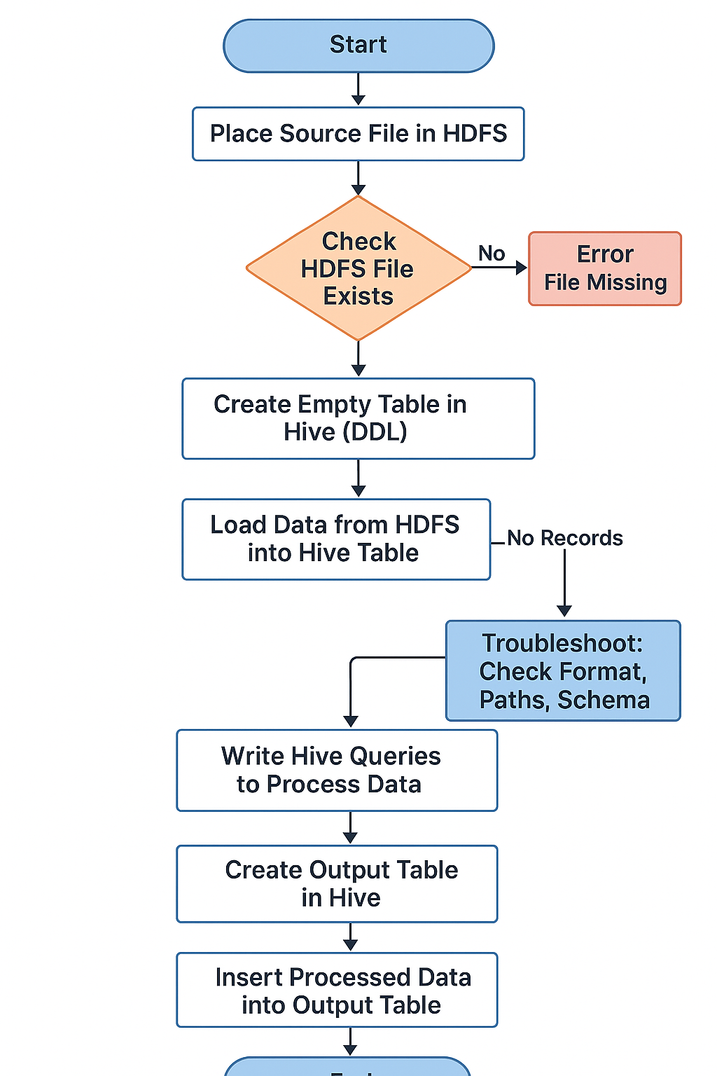 Start
Place Source File in HDFS
Check
HDFS File
Exists
No
Error
File Missing
Create Empty Table in
Hive (DDL)
Load Data from HDFS
into Hive Table
No Records
Troubleshoot:
Check Format,
Paths, Schema
Write Hive Queries
to Process Data
Create Output Table
in Hive
Insert Processed Data
into Output Table